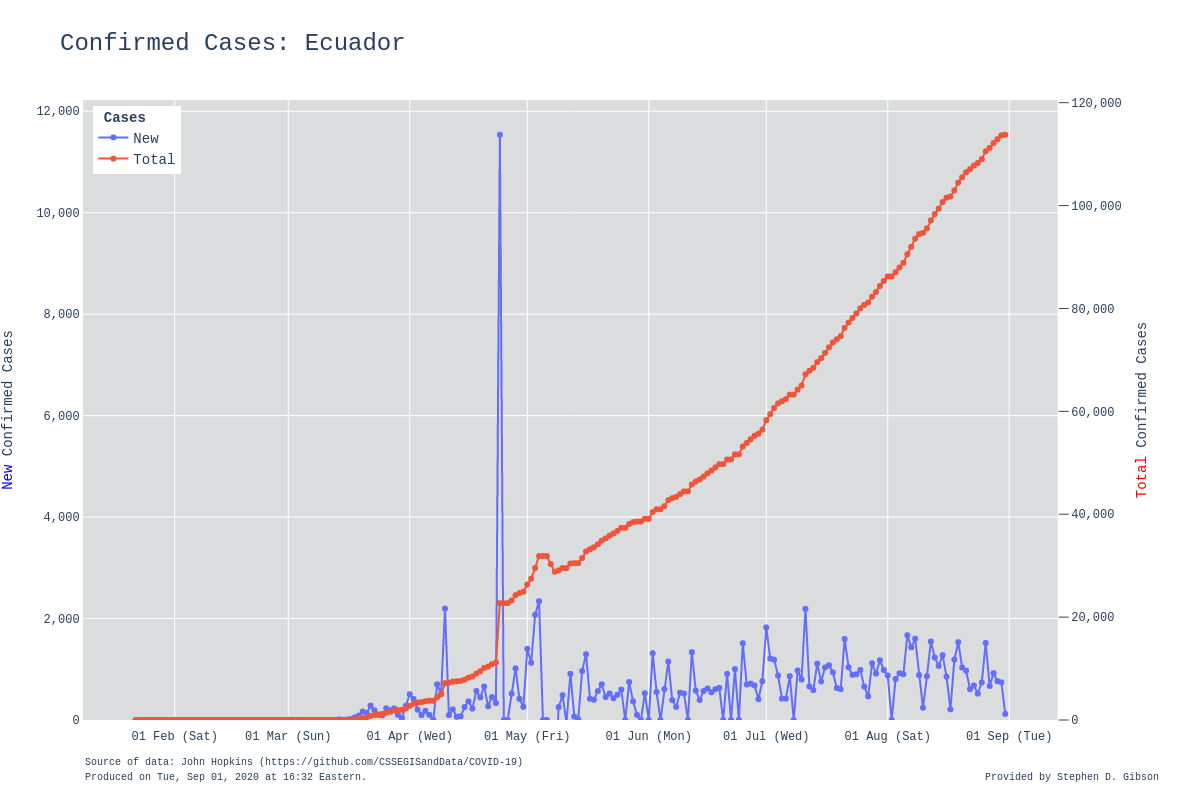 Confirmed Cases: Ecuador
Cases
New
Total
12,000
10,000
8,000
6,000
4,000
2,000
0
120,000
100,000
80,000
60,000
40,000
20,000
0
New Confirmed Cases
Total Confirmed Cases
01 Feb (Sat) 01 Mar (Sun) 01 Apr (Wed) 01 May (Fri) 01 Jun (Mon) 01 Jul (Wed) 01 Aug (Sat) 01 Sep (Tue)
Source of data: John Hopkins (https://github.com/CSSEGISandData/COVID-19)
Produced on Tue, Sep 01, 2020 at 16:32 Eastern.
Provided by Stephen D. Gibson